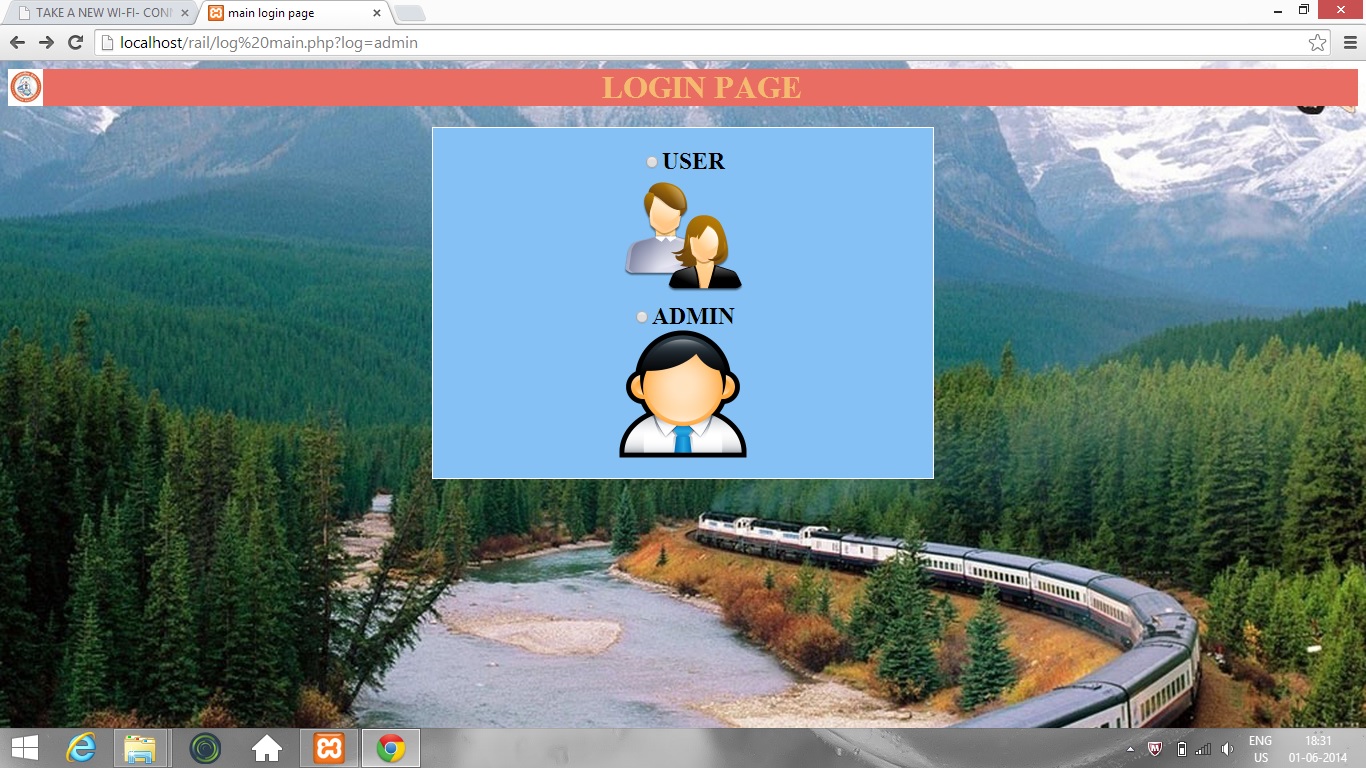 TAKE A NEW WI-FI- CONN
main login page
localhost/rail/log%20main.php?log=admin
LOGIN PAGE
USER
ADMIN
ENG
US
18:31
01-06-2014